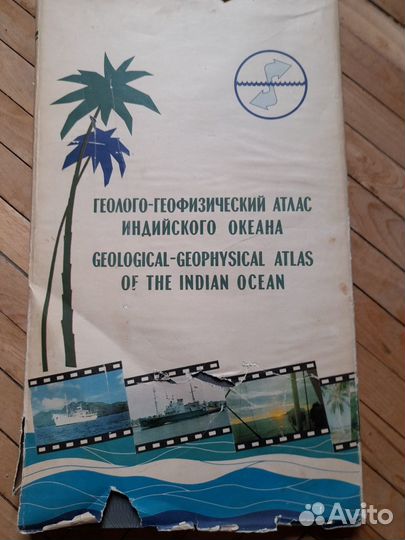 ГЕОЛОГО-ГЕОФИЗИЧЕСКИЙ АТЛАС
ИНДИЙСКОГО ОКЕАНА
GEOLOGICAL-GEOPHYSICAL ATLAS
OF THE INDIAN OCEAN
Avito